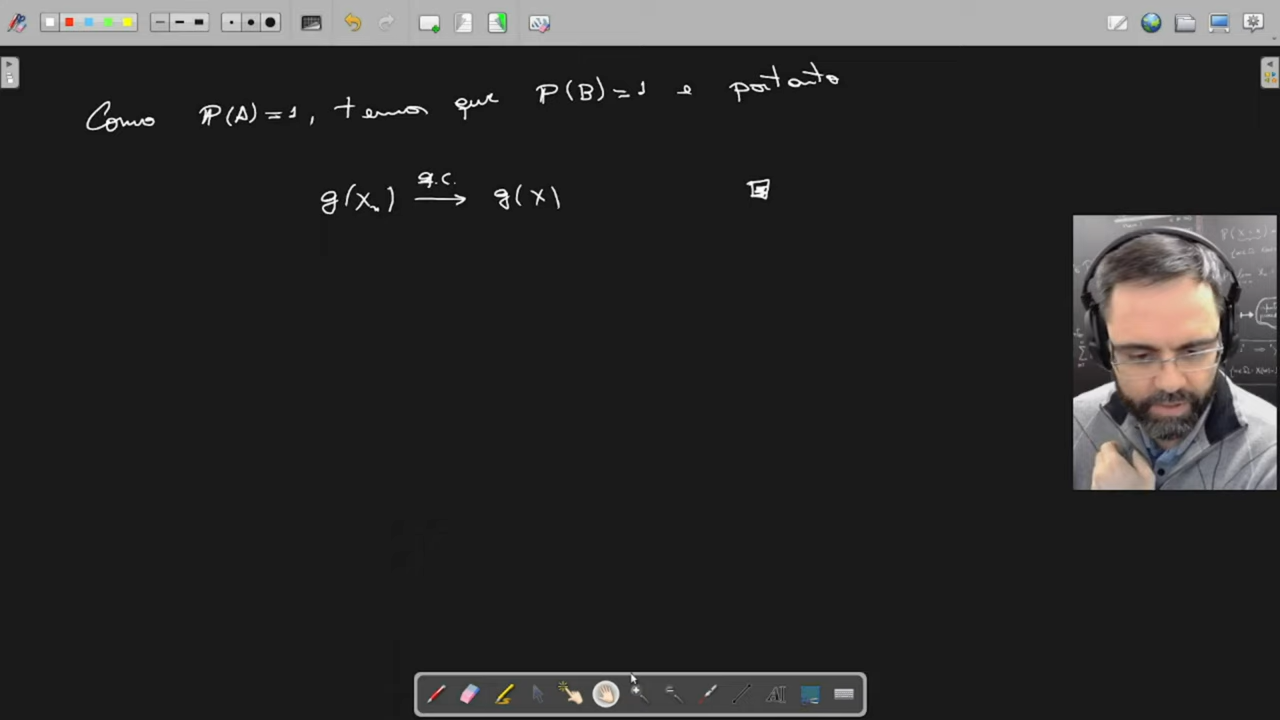 Como P(A)=1, temos que P(B)=1 e portanto
g(Xn) q.c. → g(X)